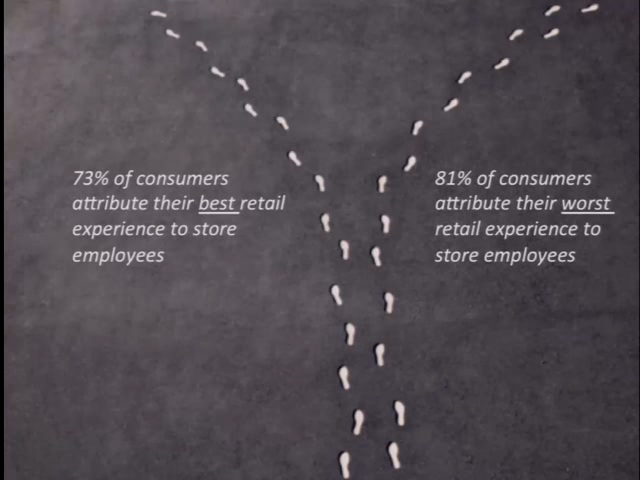 73% of consumers
attribute their best retail
experience to store
employees
81% of consumers
attribute their worst
retail experience to
store employees